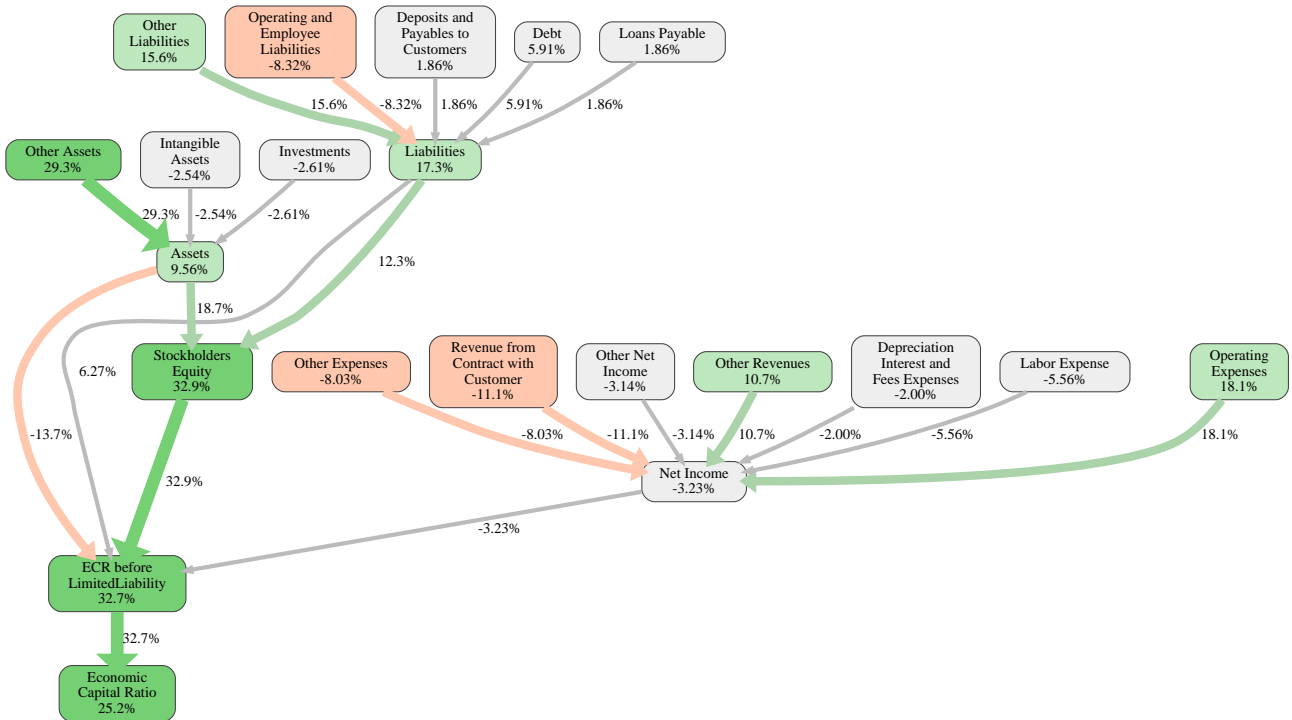 Other
Liabilities
15.6%
Operating and
Employee
Liabilities
-8.32%
Deposits and
Payables to
Customers
1.86%
Debt
5.91%
Loans Payable
1.86%
15.6%
-8.32%
1.86%
5.91%
1.86%
Other Assets
29.3%
Intangible
Assets
-2.54%
Investments
-2.61%
Liabilities
17.3%
29.3%
-2.54%
-2.61%
12.3%
Assets
9.56%
18.7%
6.27%
-13.7%
Stockholders
Equity
32.9%
Other Expenses
-8.03%
Revenue from
Contract with
Customer
-11.1%
Other Net
Income
-3.14%
Other Revenues
10.7%
Depreciation
Interest and
Fees Expenses
-2.00%
Labor Expense
-5.56%
Operating
Expenses
18.1%
-8.03%
-11.1%
-3.14%
10.7%
-2.00%
-5.56%
18.1%
32.9%
Net Income
-3.23%
-3.23%
ECR before
LimitedLiability
32.7%
32.7%
Economic
Capital Ratio
25.2%